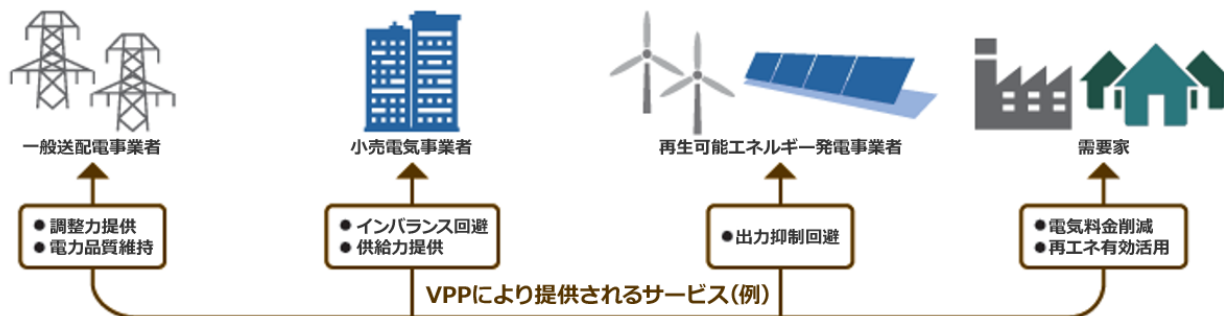 一般送配電事業者
小売電気事業者
再生可能エネルギー発電事業者
需要家
●調整力提供
●電力品質維持
●インバランス回避
●供給力提供
●出力抑制回避
●電気料金削減
●再エネ有効活用
VPPにより提供されるサービス(例)